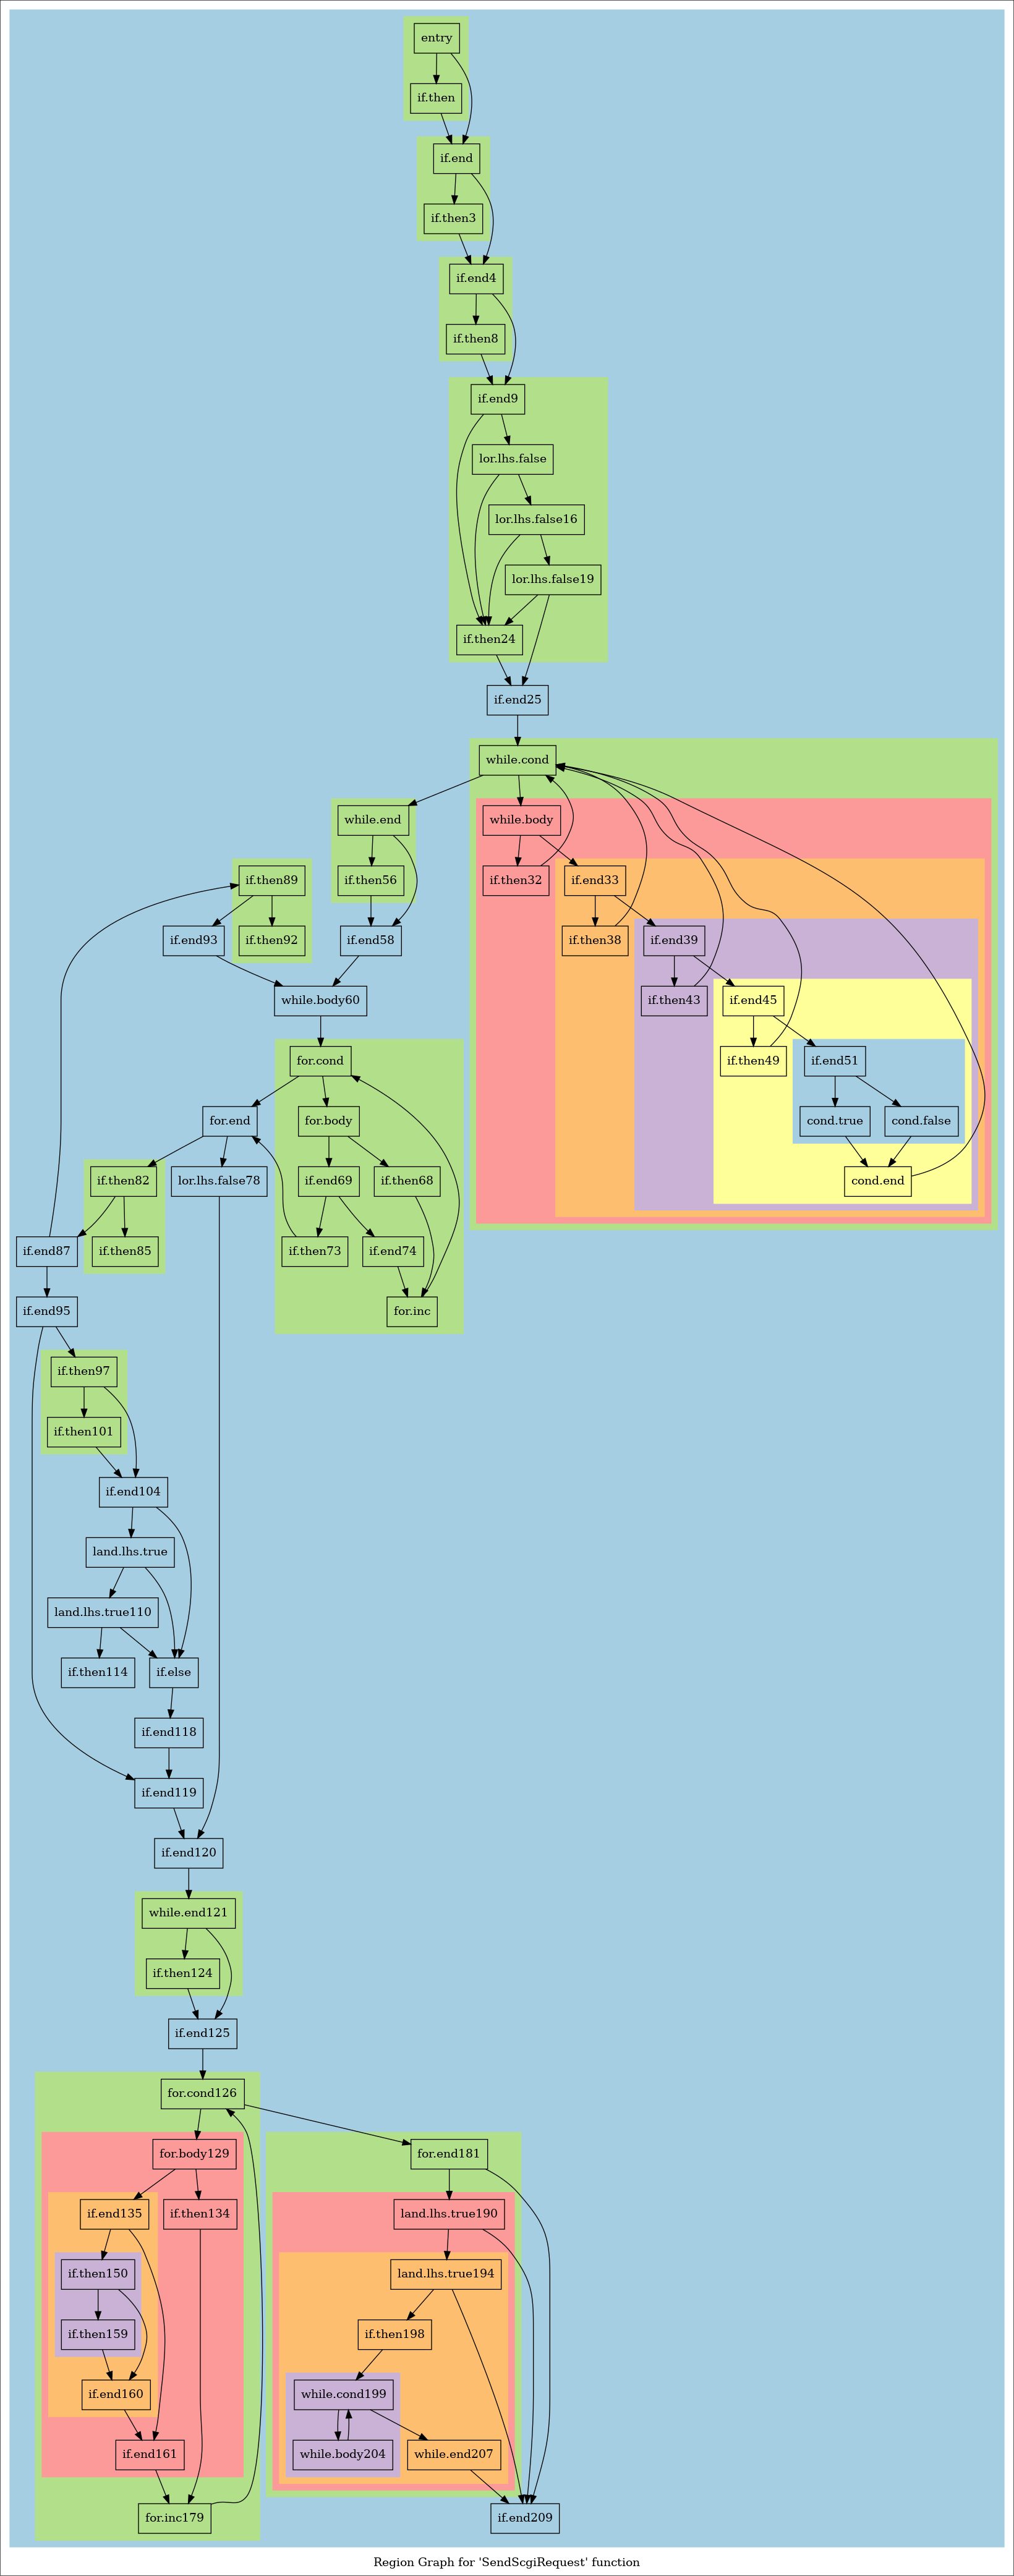 entry
if.then
if.end
if.then3
if.end4
if.then8
if.end9
lor.lhs.false
lor.lhs.false16
lor.lhs.false19
if.then24
if.end25
while.cond
while.end
while.body
if.then89
if.then56
if.then32
if.end33
if.end93
if.then92
if.end58
if.then38
if.end39
while.body60
if.then43
if.end45
for.cond
if.then49
if.end51
for.end
for.body
cond.true
cond.false
if.then82
lor.lhs.false78
if.end69
if.then68
cond.end
if.end87
if.then85
if.then73
if.end74
if.end95
for.inc
if.then97
if.then101
if.end104
land.lhs.true
land.lhs.true110
if.then114
if.else
if.end118
if.end119
if.end120
while.end121
if.then124
if.end125
for.cond126
for.body129
for.end181
if.end135
if.then134
land.lhs.true190
if.then150
land.lhs.true194
if.then159
if.then198
if.end160
while.cond199
if.end161
while.body204
while.end207
for.inc179
if.end209
Region Graph for 'SendScgiRequest' function